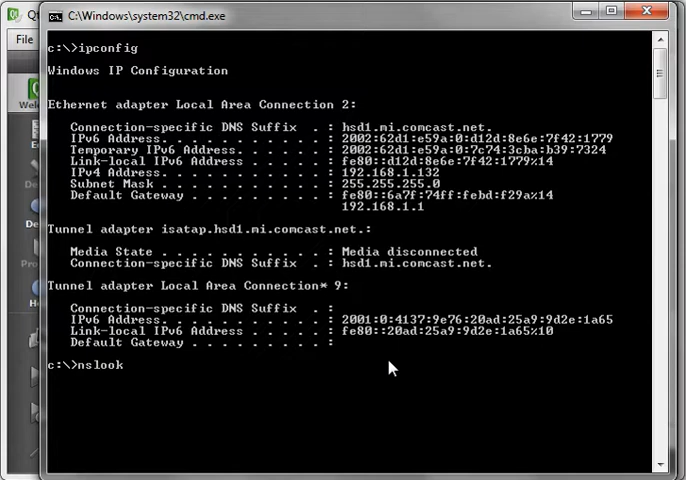 Qt
C:\Windows\system32\cmd.exe
File
c:\>ipconfig
Windows IP Configuration
Ethernet adapter Local Area Connection 2:
Connection-specific DNS Suffix . : hsd1.mi.comcast.net.
IPv6 Address. . . . . . . . . . . : 2002:62d1:e59a:0:d12d:8e6e:7f42:1779
Temporary IPv6 Address. . . . . . : 2002:62d1:e59a:0:7c74:3cba:b39:7324
Link-local IPv6 Address . . . . . : fe80::d12d:8e6e:7f42:1779%14
IPv4 Address. . . . . . . . . . . : 192.168.1.132
Subnet Mask . . . . . . . . . . . : 255.255.255.0
Default Gateway . . . . . . . . . : fe80::6a7f:74ff:febd:f29a%14
192.168.1.1
Tunnel adapter isatap.hsd1.mi.comcast.net.:
Media State . . . . . . . . . . . : Media disconnected
Connection-specific DNS Suffix . : hsd1.mi.comcast.net.
Tunnel adapter Local Area Connection* 9:
Connection-specific DNS Suffix . :
IPv6 Address. . . . . . . . . . . : 2001:0:4137:9e76:20ad:25a9:9d2e:1a65
Link-local IPv6 Address . . . . . : fe80::20ad:25a9:9d2e:1a65%10
Default Gateway . . . . . . . . . :
c:\>nslook